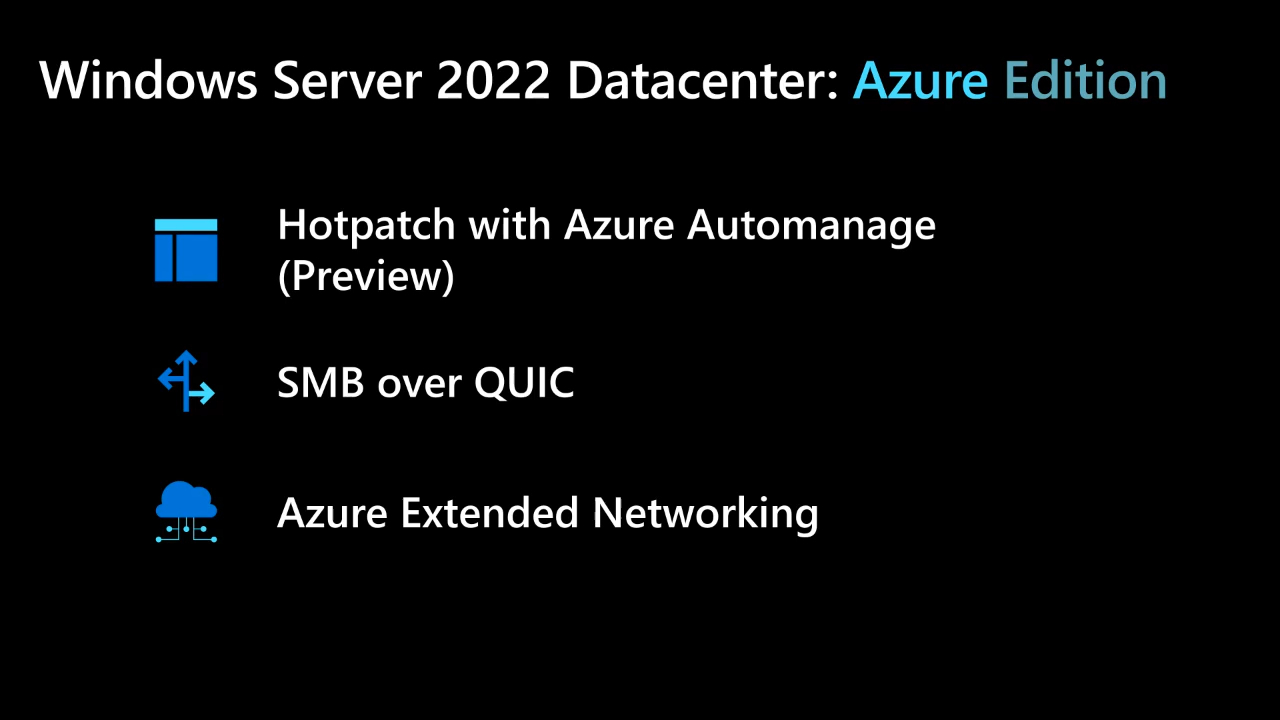 Windows Server 2022 Datacenter: Azure Edition
Hotpatch with Azure Automanage
(Preview)
SMB over QUIC
Azure Extended Networking